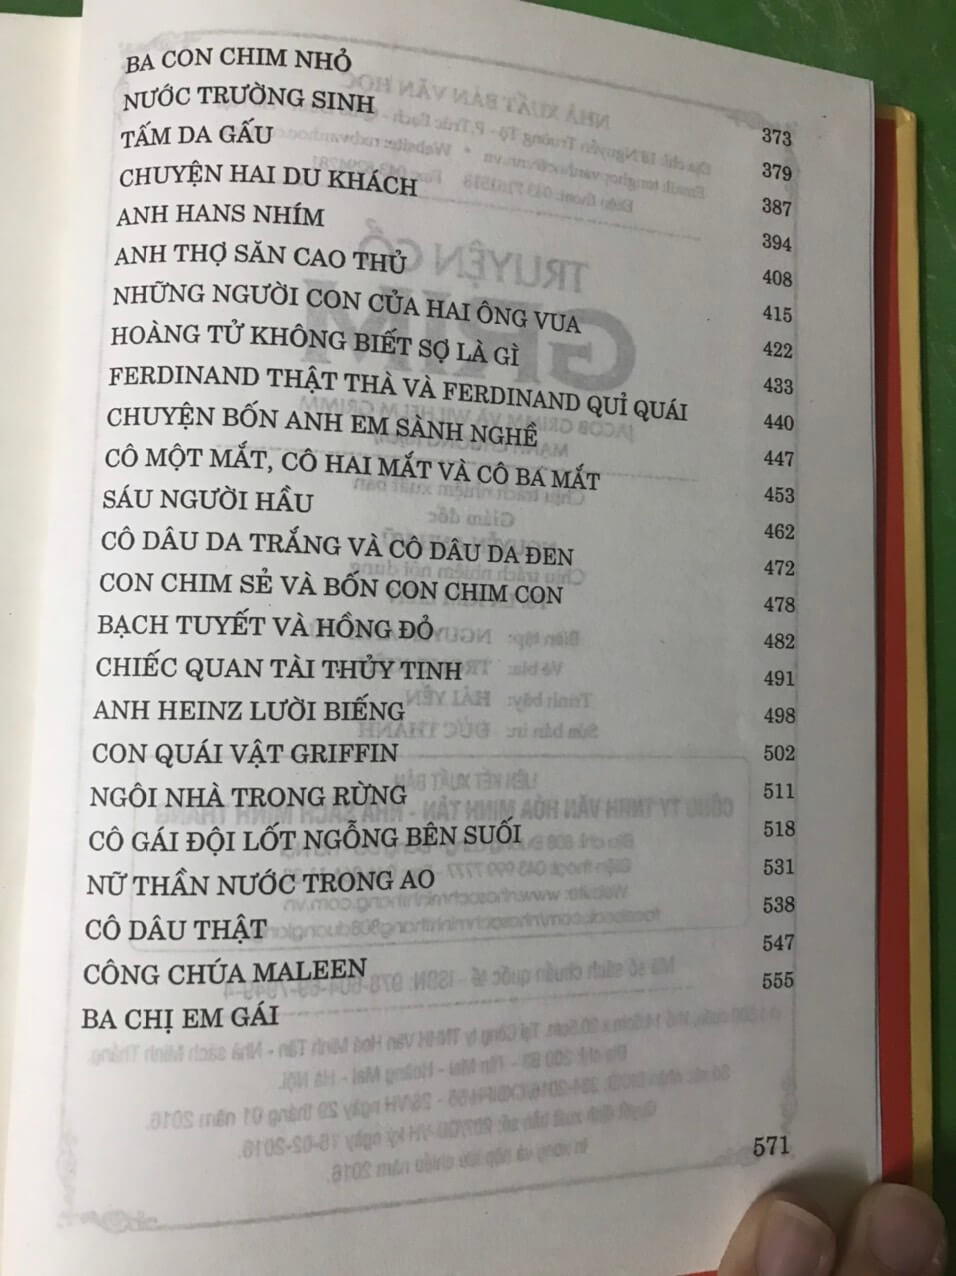 BA CON CHIM NHỎ 373
NƯỚC TRƯỜNG SINH 379
TẤM DA GẤU 387
CHUYỆN HAI DU KHÁCH 394
ANH HANS NHÍM 408
ANH THỢ SĂN CAO THỦ 415
NHỮNG NGƯỜI CON CỦA HAI ÔNG VUA 422
HOÀNG TỬ KHÔNG BIẾT SỢ LÀ GÌ 433
FERDINAND THẬT THÀ VÀ FERDINAND QUỈ QUÁI 440
CHUYỆN BỐN ANH EM SÀNH NGHỀ 447
CÔ MỘT MẮT, CÔ HAI MẮT VÀ CÔ BA MẮT 453
SÁU NGƯỜI HẦU 462
CÔ DÂU DA TRẮNG VÀ CÔ DÂU DA ĐEN 472
CON CHIM SẺ VÀ BỐN CON CHIM CON 478
BẠCH TUYẾT VÀ HỒNG ĐỎ 482
CHIẾC QUAN TÀI THỦY TINH 491
ANH HEINZ LƯỜI BIẾNG 498
CON QUÁI VẬT GRIFFIN 502
NGÔI NHÀ TRONG RỪNG 511
CÔ GÁI ĐỘI LỐT NGỖNG BÊN SUỐI 518
NỮ THẦN NƯỚC TRONG AO 531
CÔ DÂU THẬT 538
CÔNG CHÚA MALEEN 547
BA CHỊ EM GÁI 555
571